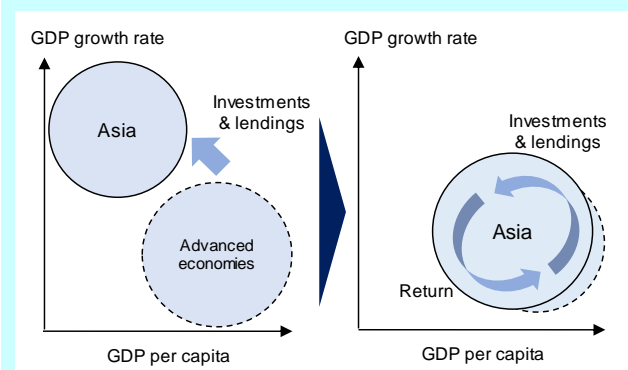 GDP growth rate
Asia
Investments
& lendings
Advanced
economies
GDP per capita
GDP growth rate
Investments
& lendings
Asia
Return
GDP per capita